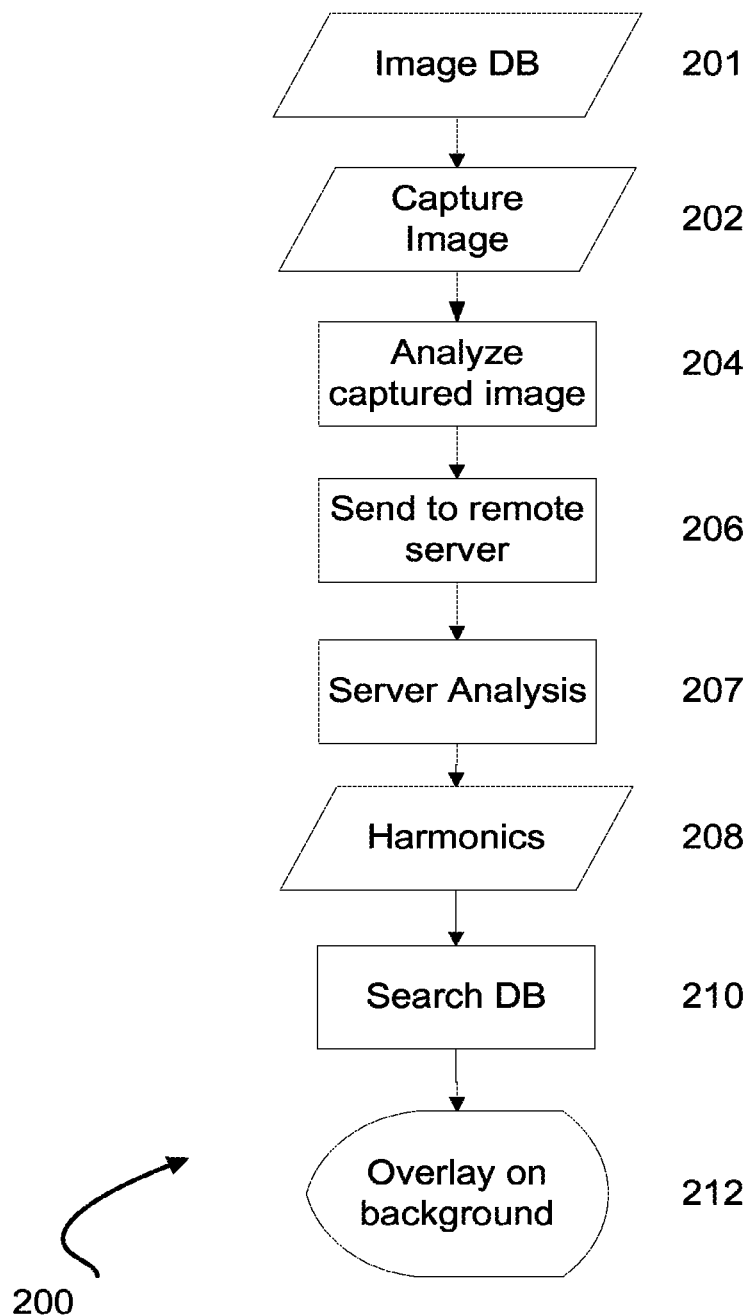 Image DB 201
Capture
Image 202
Analyze
captured image 204
Send to remote
server 206
Server Analysis 207
Harmonics 208
Search DB 210
Overlay on
background 212
200